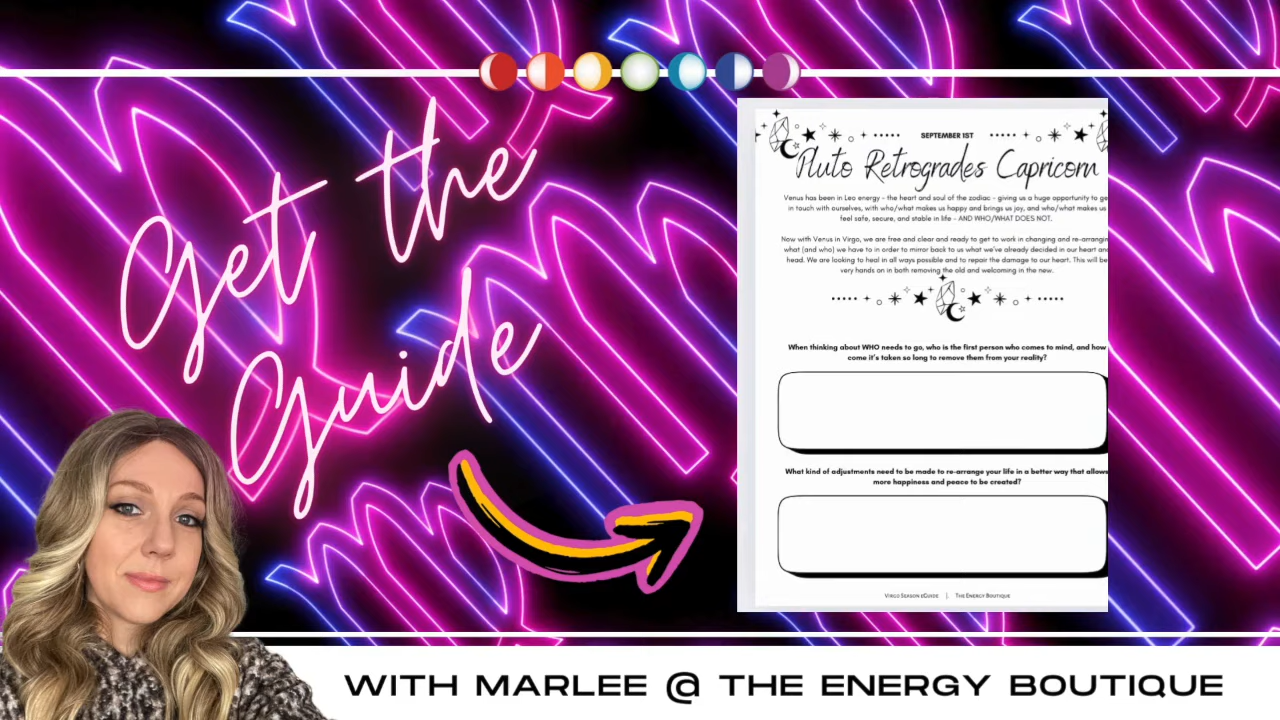 Get the
Guide
SEPTEMBER 1ST
Pluto Retrogrades Capricorn
Venus has been in Leo energy - the heart and soul of the zodiac - giving us a huge opportunity to ge
in touch with ourselves, with who/what makes us happy and brings us joy, and who/what makes us
feel safe, secure, and stable in life - AND WHO/WHAT DOES NOT.
Now with Venus in Virgo, we are free and clear and ready to get to work in changing and re-arrangin
what (and who) we have to in order to mirror back to us what we've already decided in our heart and
head. We are looking to heal in all ways possible and to repair the damage to our heart. This will be
very hands on in both removing the old and welcoming in the new.
When thinking about WHO needs to go, who is the first person who comes to mind, and how
come it's taken so long to remove them from your reality?
What kind of adjustments need to be made to re-arrange your life in a better way that allows
more happiness and peace to be created?
VIRGO SEASON EGUIDE | THE ENERGY BOUTIQUE
WITH MARLEE @ THE ENERGY BOUTIQUE